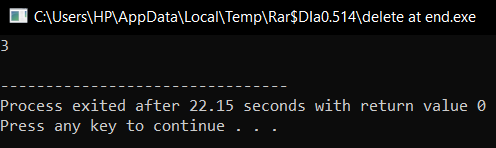 C:\Users\HP\AppData\Local\Temp\Rar$DIa0.514\delete at end.exe
3
--------------------------------
Process exited after 22.15 seconds with return value 0
Press any key to continue . . .